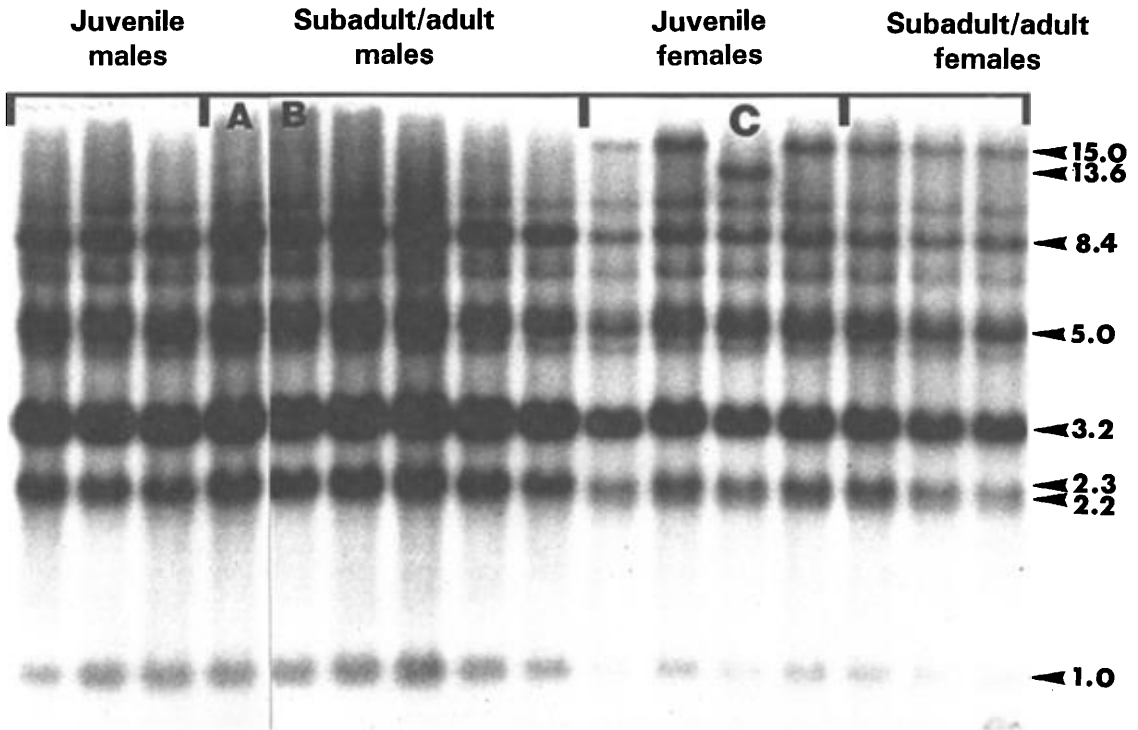 Juvenile
males
Subadult/adult
males
Juvenile
females
Subadult/adult
females
A
B
C
15.0
13.6
8.4
5.0
3.2
2.3
2.2
1.0